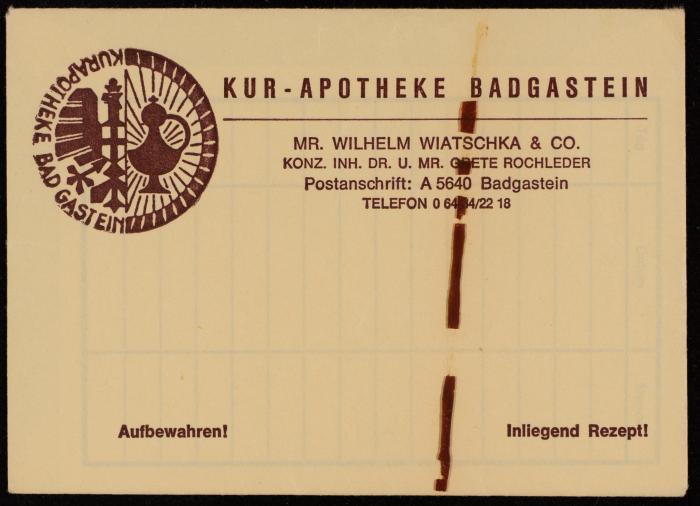 KURAPOTHEKE BAD GASTEIN
KUR-APOTHEKE BADGASTEIN
MR. WILHELM WIATSCHKA & CO.
KONZ. INH. DR. U. MR. GRETE ROCHLEDER
Postanschrift: A 5640 Badgastein
TELEFON 0 64 34/22 18
Aufbewahren!
Inliegend Rezept!